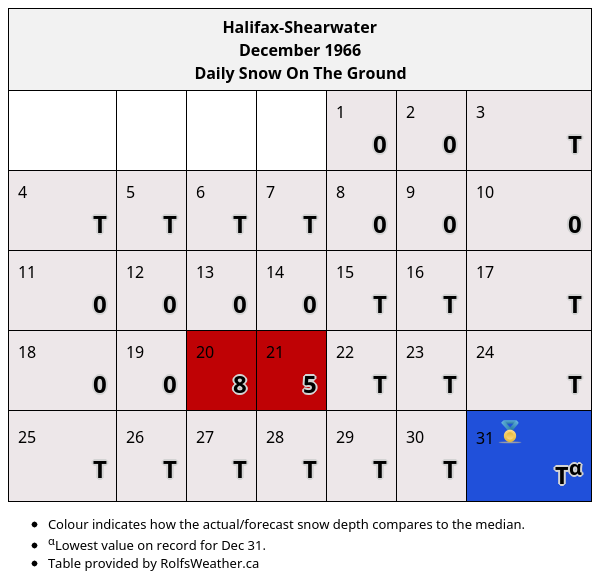 Halifax-Shearwater
December 1966
Daily Snow On The Ground
1 2 3
0 0 T
4 5 6 7 8 9 10
T T T T 0 0 0
11 12 13 14 15 16 17
0 0 0 0 T T T
18 19 20 21 22 23 24
0 0 8 5 T T T
25 26 27 28 29 30 31
T T T T T T Tα
Colour indicates how the actual/forecast snow depth compares to the median.
αLowest value on record for Dec 31.
Table provided by RolfsWeather.ca